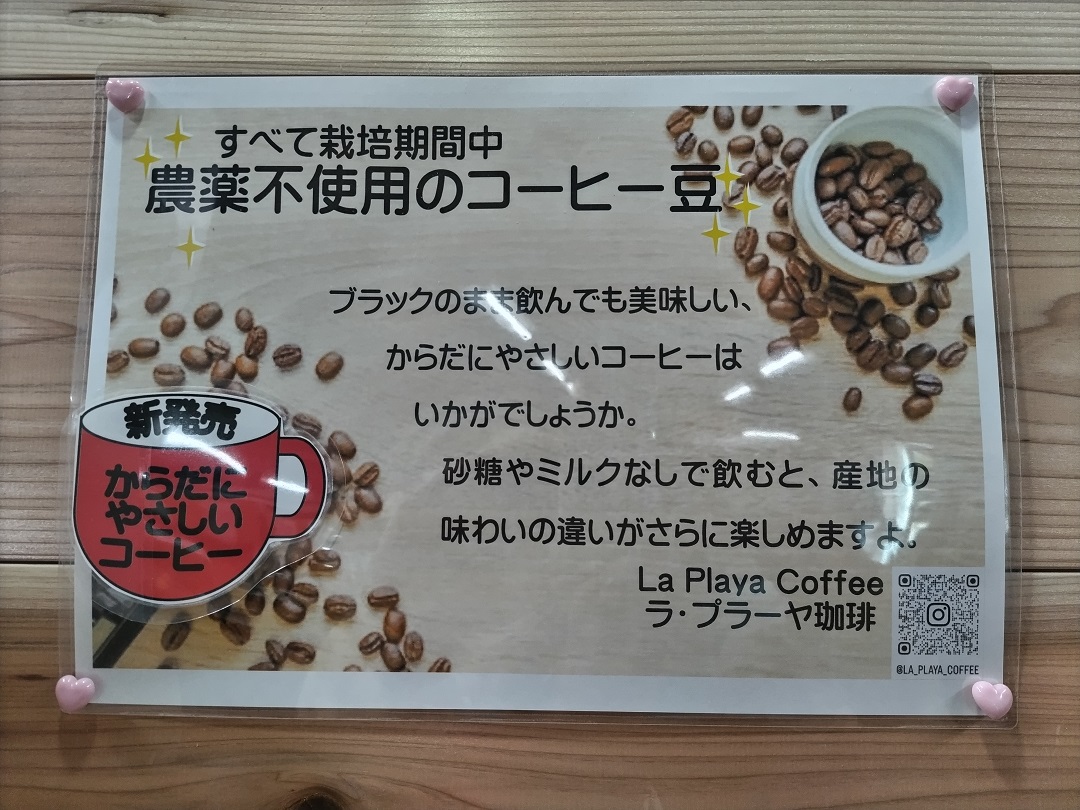 すべて栽培期間中
農薬不使用のコーヒー豆
ブラックのまま飲んでも美味しい、
からだにやさしいコーヒーは
いかがでしょうか。
砂糖やミルクなしで飲むと、産地の
味わいの違いがさらに楽しめますよ。
新発売
からだに
やさしい
コーヒー
La Playa Coffee
ラ・プラーヤ珈琲
@LA_PLAYA_COFFEE